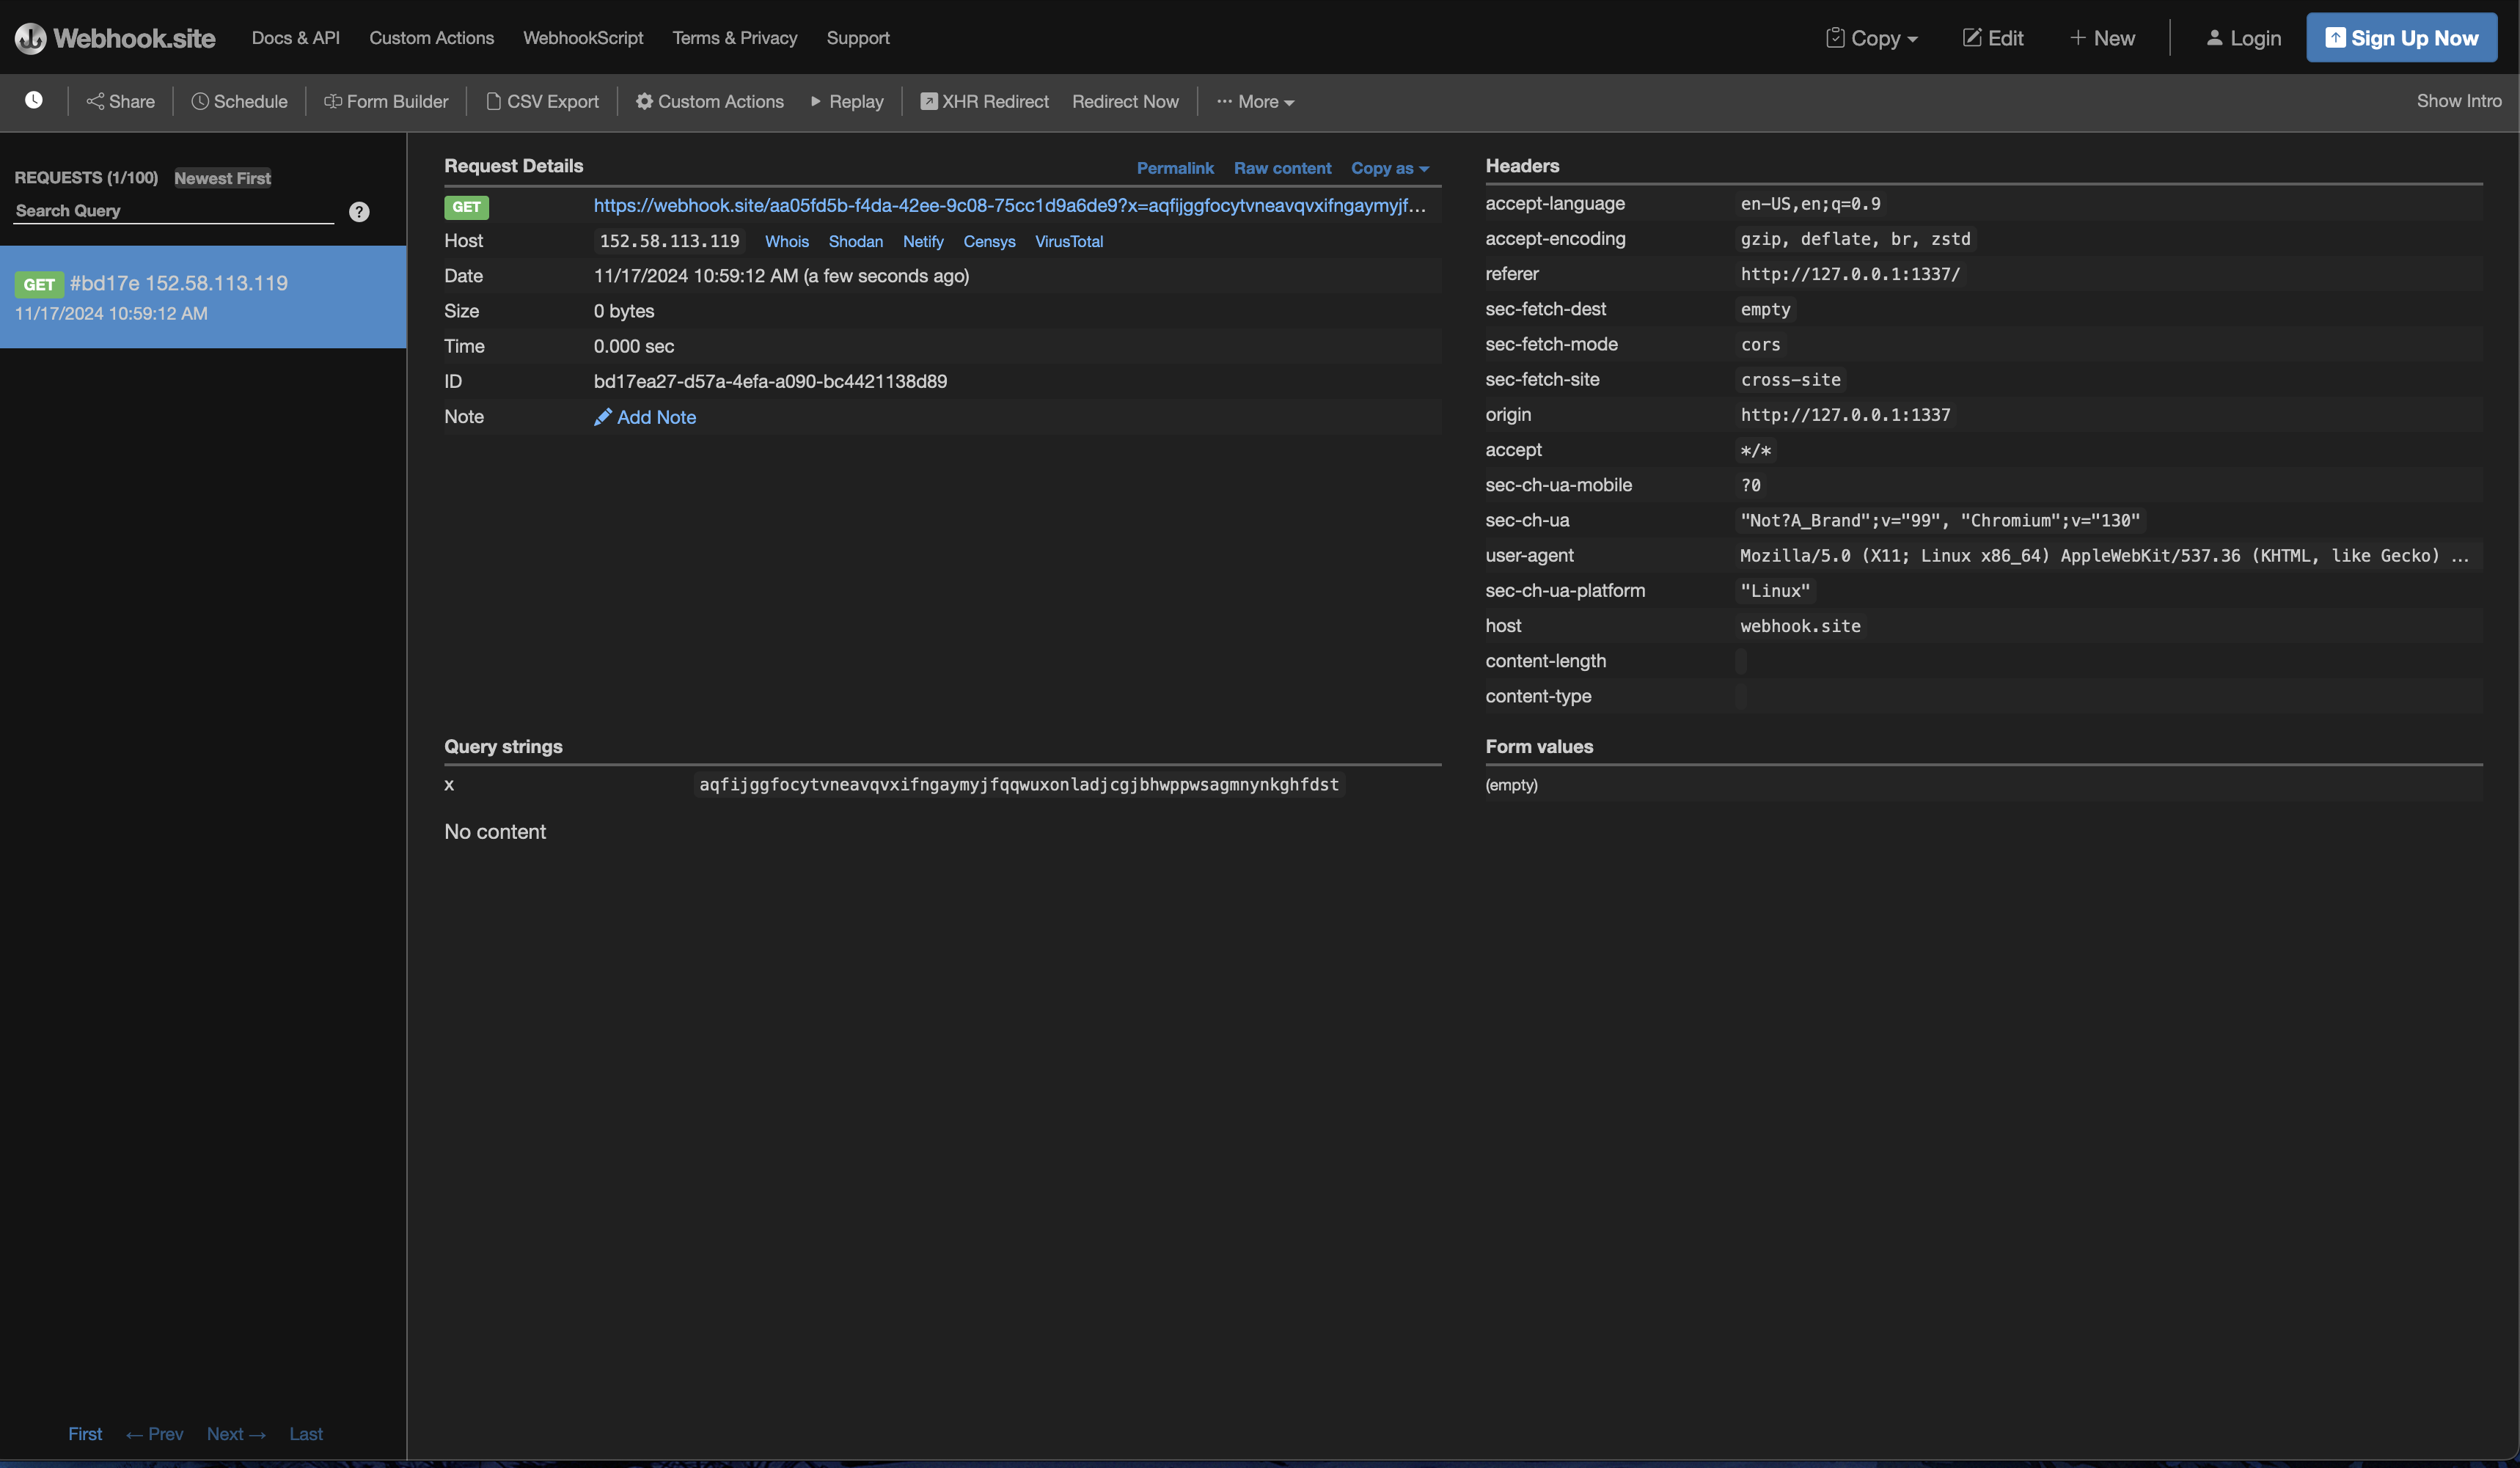 Webhook.site Docs & API Custom Actions WebhookScript Terms & Privacy Support Copy Edit New Login Sign Up Now
Share Schedule Form Builder CSV Export Custom Actions Replay XHR Redirect Redirect Now More Show Intro
REQUESTS (1/100) Newest First
Search Query
GET #bd17e 152.58.113.119
11/17/2024 10:59:12 AM
First ← Prev Next → Last
Request Details Permalink Raw content Copy as
GET https://webhook.site/aa05fd5b-f4da-42ee-9c08-75cc1d9a6de9?x=aqfijggfocytvneavqvxifngaymyjf...
Host 152.58.113.119 Whois Shodan Netify Censys VirusTotal
Date 11/17/2024 10:59:12 AM (a few seconds ago)
Size 0 bytes
Time 0.000 sec
ID bd17ea27-d57a-4efa-a090-bc4421138d89
Note Add Note
Headers
accept-language en-US,en;q=0.9
accept-encoding gzip, deflate, br, zstd
referer http://127.0.0.1:1337/
sec-fetch-dest empty
sec-fetch-mode cors
sec-fetch-site cross-site
origin http://127.0.0.1:1337
accept */*
sec-ch-ua-mobile ?0
sec-ch-ua "Not?A_Brand";v="99", "Chromium";v="130"
user-agent Mozilla/5.0 (X11; Linux x86_64) AppleWebKit/537.36 (KHTML, like Gecko) ...
sec-ch-ua-platform "Linux"
host webhook.site
content-length
content-type
Query strings
x aqfijggfocytvneavqvxifngaymyjfqqwuxonladjcgjbhwppwsagmnynkghfdst
No content
Form values
(empty)